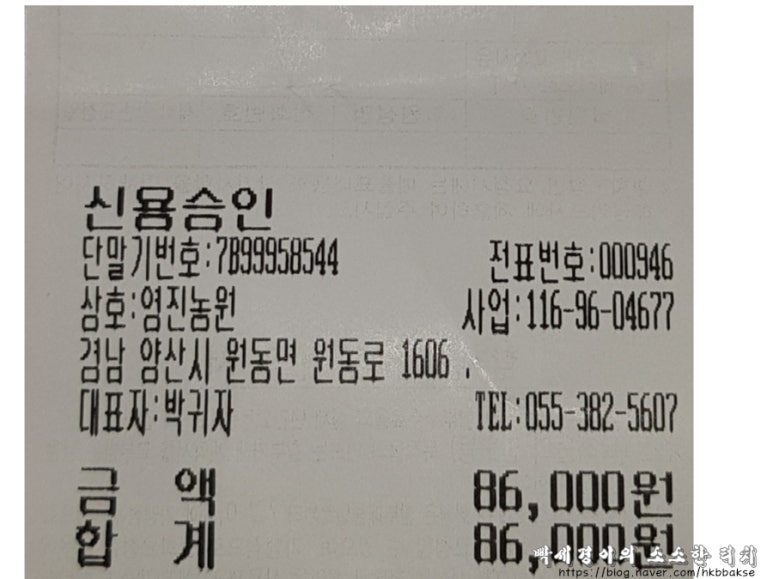 신용승인
단말기번호:7B99958544 전표번호:000946
상호:영진농원 사업:116-96-04677
경남 양산시 원동면 원동로 1606 .
대표자:박귀자 TEL:055-382-5607
금 액 86,000원
합 계 86,000원
빡세경이의 소소한 리치
https://blog.naver.com/hkbbakse